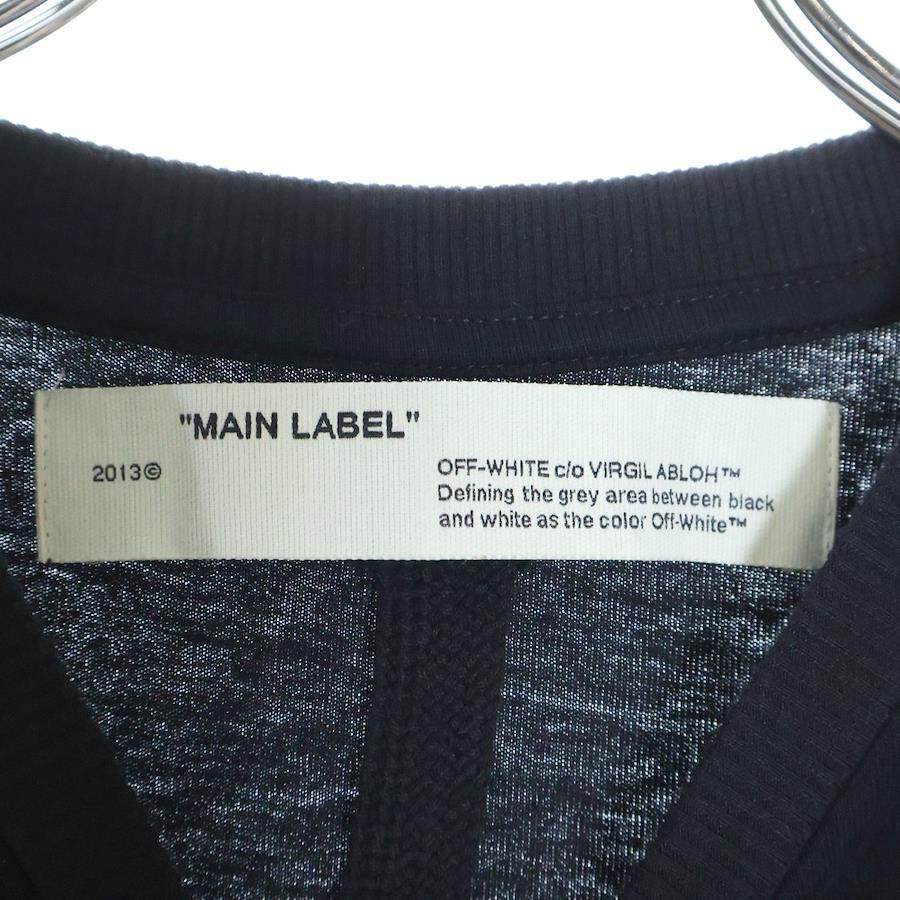 "MAIN LABEL"
2013©
OFF-WHITE c/o VIRGIL ABLOH™
Defining the grey area between black
and white as the color Off-White™